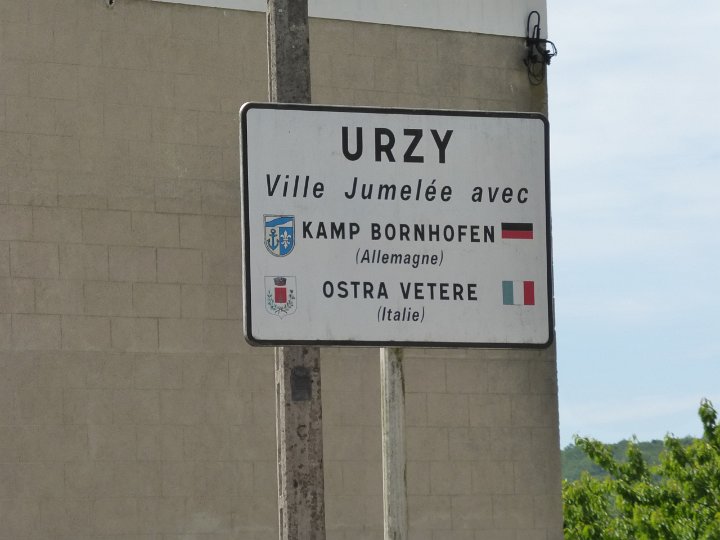 URZY
Ville Jumelée avec
KAMP BORNHOFEN
(Allemagne)
OSTRA VETERE
(Italie)